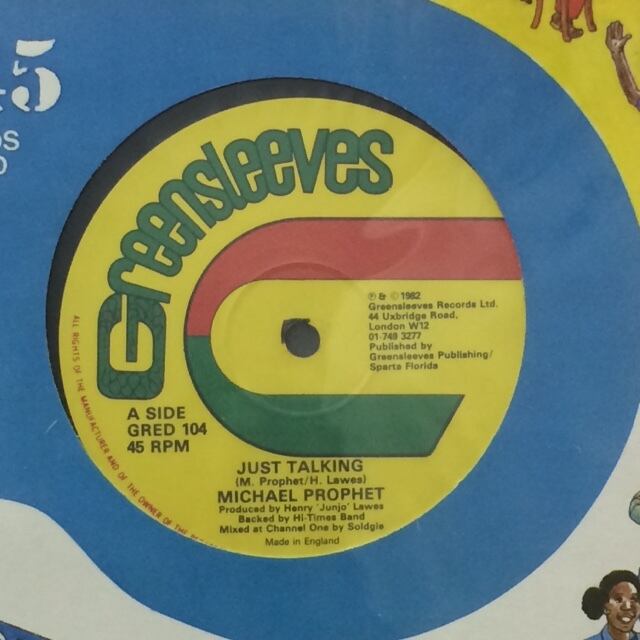 45
Greensleeves
℗ & © 1982
Greensleeves Records Ltd.
44 Uxbridge Road,
London W12
01-749 3277
Published by
Greensleeves Publishing/
Sparta Florida
ALL RIGHTS OF THE MANUFACTURER AND OF THE OWNER OF THE
A SIDE
GRED 104
45 RPM
JUST TALKING
(M. Prophet/H. Lawes)
MICHAEL PROPHET
Produced by Henry 'Junjo' Lawes
Backed by Hi-Times Band
Mixed at Channel One by Soldgie
Made in England